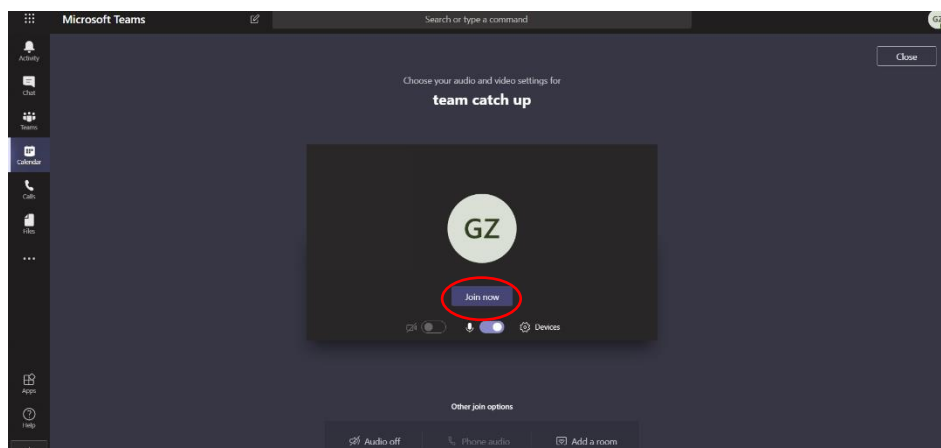 Microsoft Teams
Search or type a command
GZ
Activity
Chat
Teams
Calendar
Calls
Files
Apps
Help
Close
Choose your audio and video settings for
team catch up
GZ
Join now
Devices
Other join options
Audio off
Phone audio
Add a room